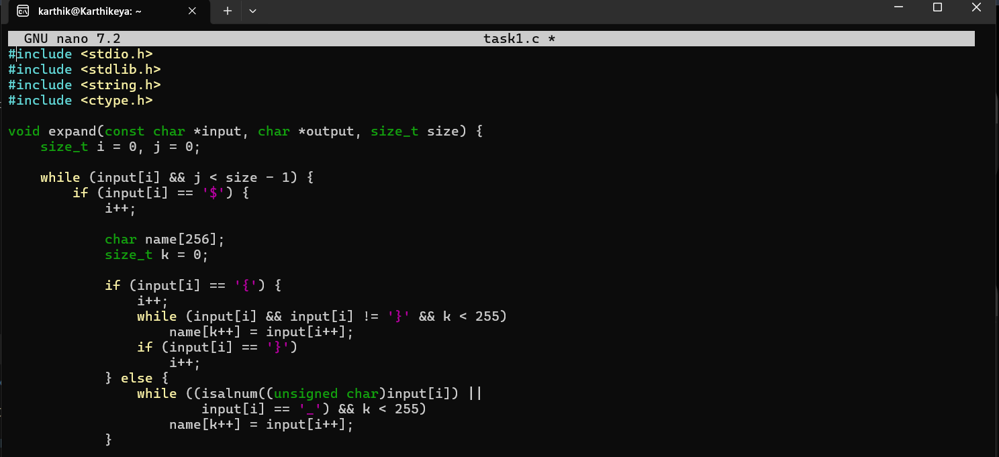 karthik@Karthikeya: ~
GNU nano 7.2 task1.c *
#include <stdio.h>
#include <stdlib.h>
#include <string.h>
#include <ctype.h>

void expand(const char *input, char *output, size_t size) {
    size_t i = 0, j = 0;

    while (input[i] && j < size - 1) {
        if (input[i] == '$') {
            i++;

            char name[256];
            size_t k = 0;

            if (input[i] == '{') {
                i++;
                while (input[i] && input[i] != '}' && k < 255)
                    name[k++] = input[i++];
                if (input[i] == '}')
                    i++;
            } else {
                while ((isalnum((unsigned char)input[i]) ||
                        input[i] == '_') && k < 255)
                    name[k++] = input[i++];
            }